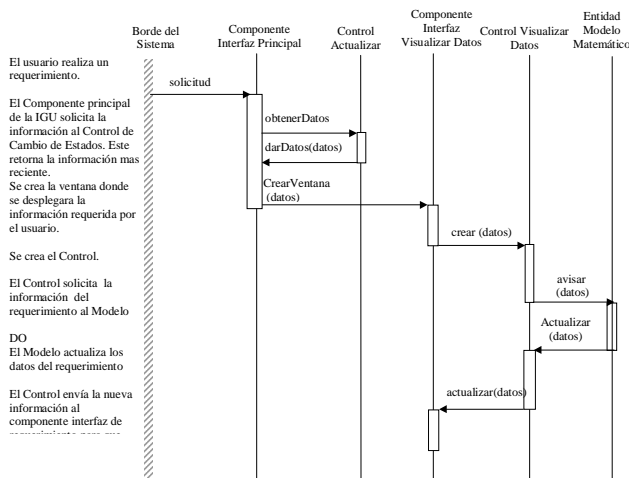 Borde del
Sistema
Componente
Interfaz Principal
Control
Actualizar
Componente
Interfaz
Visualizar Datos
Control Visualizar
Datos
Entidad
Modelo
Matemático
El usuario realiza un
requerimiento.
El Componente principal
de la IGU solicita la
información al Control de
Cambio de Estados. Este
retorna la información mas
reciente.
Se crea la ventana donde
se desplegara la
información requerida por
el usuario.
Se crea el Control.
El Control solicita la
información del
requerimiento al Modelo
DO
El Modelo actualiza los
datos del requerimiento
El Control envía la nueva
información al
componente interfaz de
solicitud
obtenerDatos
darDatos(datos)
CrearVentana
(datos)
crear (datos)
avisar
(datos)
Actualizar
(datos)
actualizar(datos)